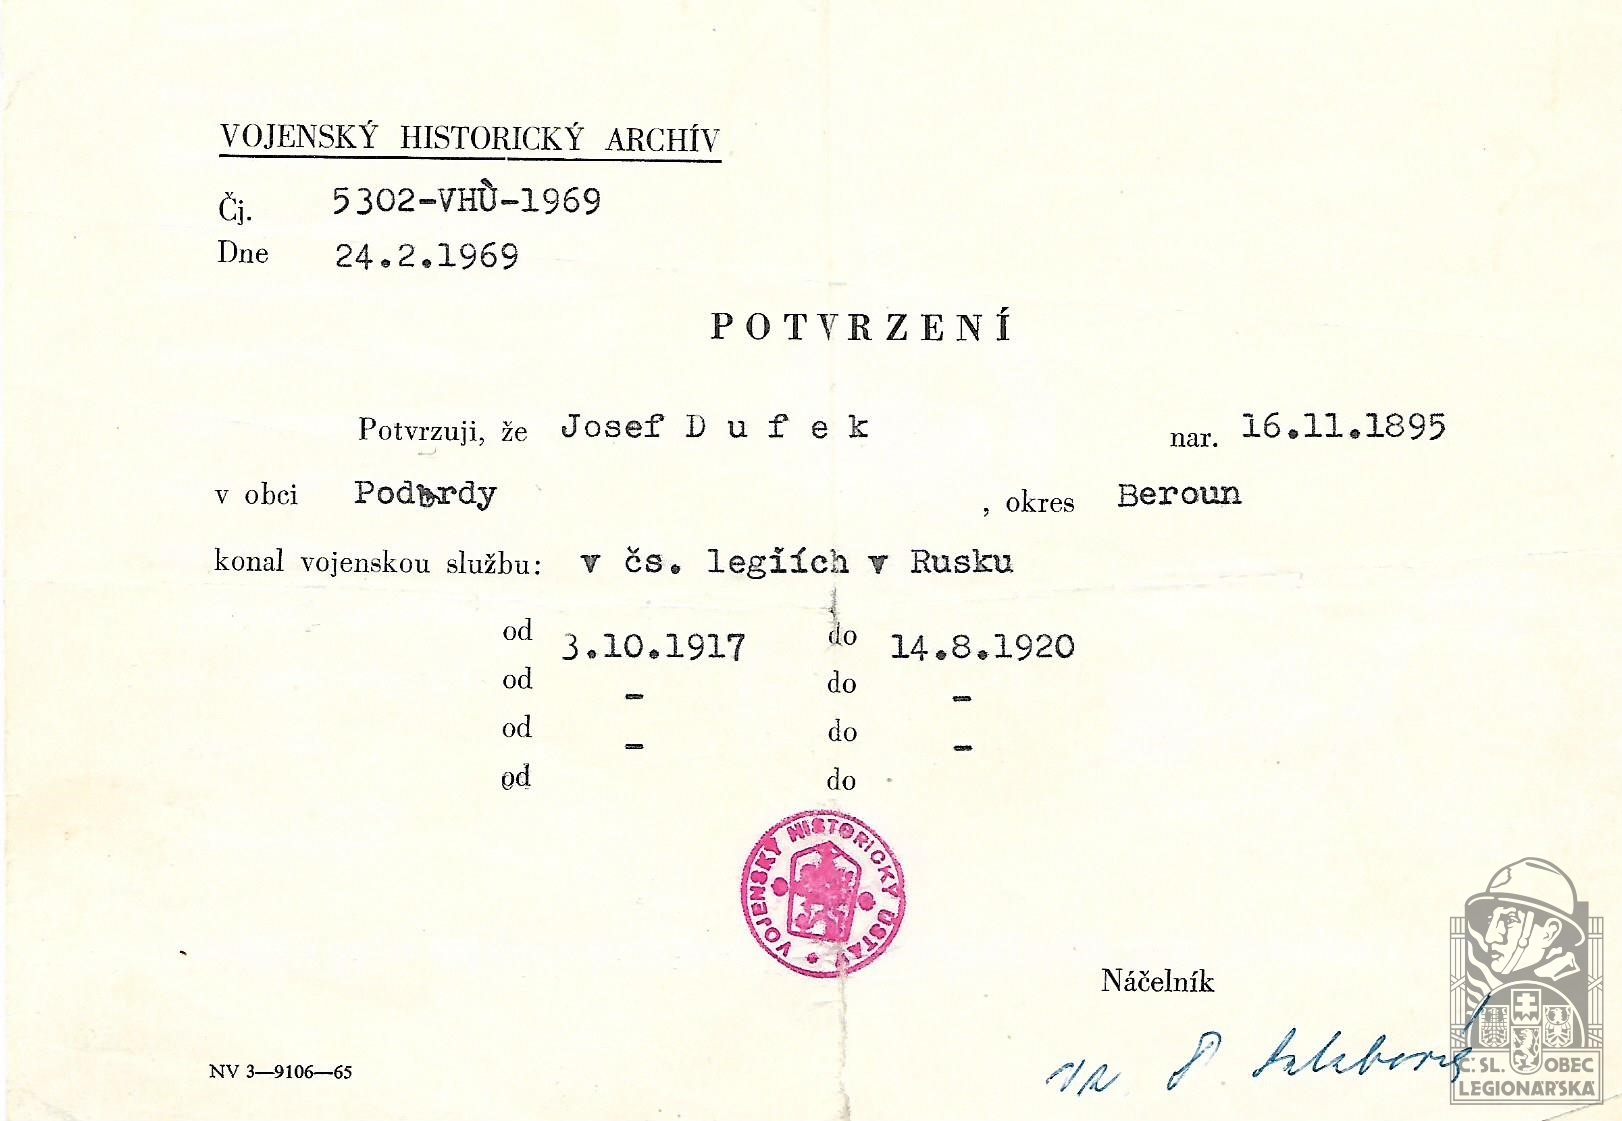 VOJENSKÝ HISTORICKÝ ARCHÍV
Čj. 5302-VHÚ-1969
Dne 24.2.1969
POTVRZENÍ
Potvrzuji, že Josef Dufek nar. 16.11.1895
v obci Podbrdy , okres Beroun
konal vojenskou službu: v čs. legiích v Rusku
od 3.10.1917 do 14.8.1920
od - do -
od - do -
od do
VOJENSKÝ HISTORICKÝ ÚSTAV
Náčelník
NV 3—9106—65
Č. SL. OBEC
LEGIONÁŘSKÁ